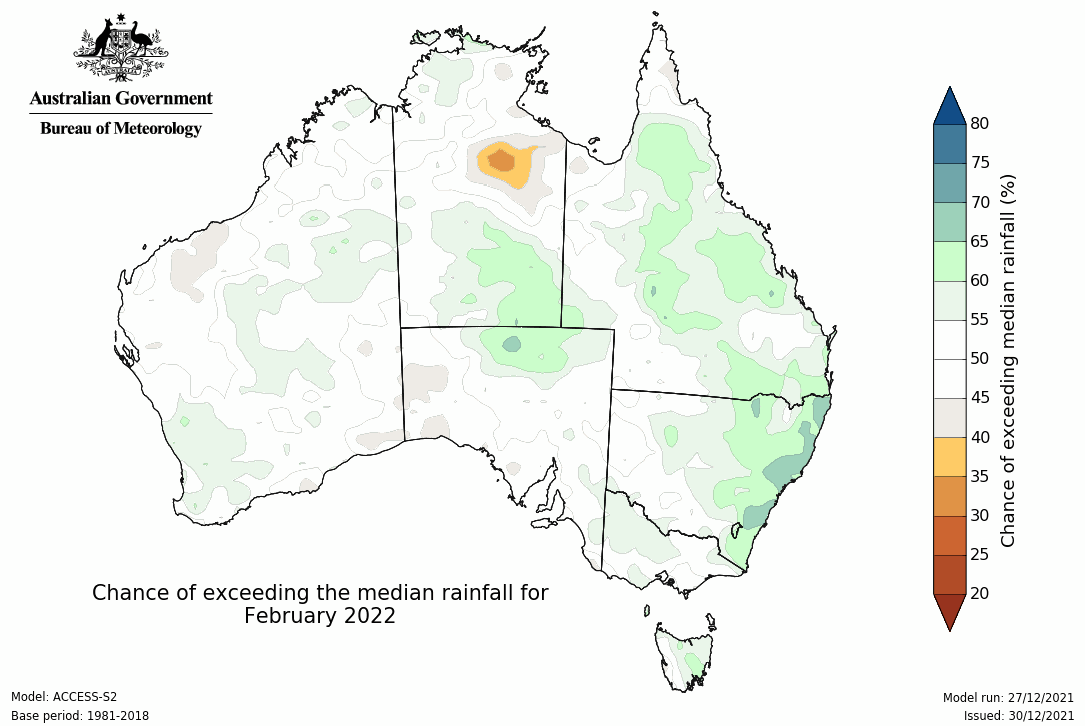 AUSTRALIA
Australian Government
Bureau of Meteorology
80
75
70
65
60
55
50
45
40
35
30
25
20
Chance of exceeding median rainfall (%)
Chance of exceeding the median rainfall for
February 2022
Model: ACCESS-S2
Base period: 1981-2018
Model run: 27/12/2021
Issued: 30/12/2021